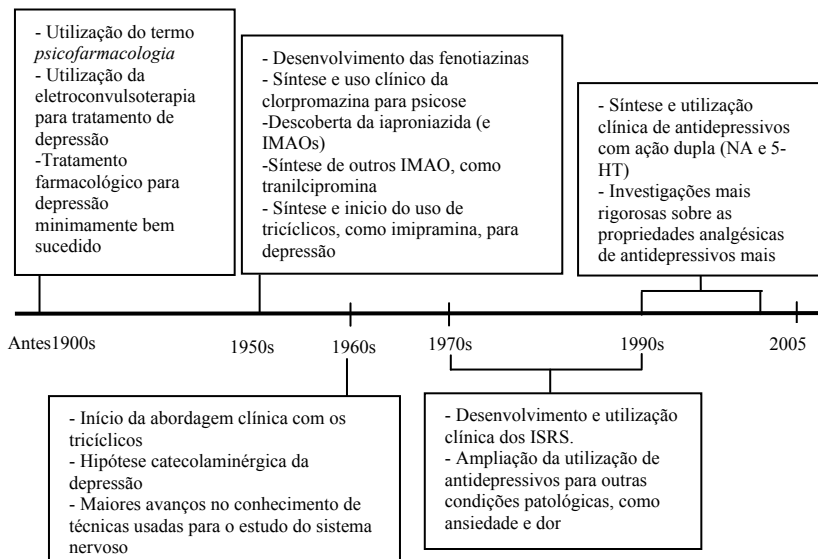 - Utilização do termo
psicofarmacologia
- Utilização da
eletroconvulsoterapia
para tratamento de
depressão
-Tratamento
farmacológico para
depressão
minimamente bem
sucedido
- Desenvolvimento das fenotiazinas
- Síntese e uso clínico da
clorpromazina para psicose
-Descoberta da iaproniazida (e
IMAOs)
-Síntese de outros IMAO, como
tranilcipromina
- Síntese e inicio do uso de
tricíclicos, como imipramina, para
depressão
- Síntese e utilização
clínica de antidepressivos
com ação dupla (NA e 5-
HT)
- Investigações mais
rigorosas sobre as
propriedades analgésicas
de antidepressivos mais
Antes1900s
1950s
1960s
1970s
1990s
2005
- Início da abordagem clínica com os
tricíclicos
- Hipótese catecolaminérgica da
depressão
- Maiores avanços no conhecimento de
técnicas usadas para o estudo do sistema
nervoso
- Desenvolvimento e utilização
clínica dos ISRS.
- Ampliação da utilização de
antidepressivos para outras
condições patológicas, como
ansiedade e dor